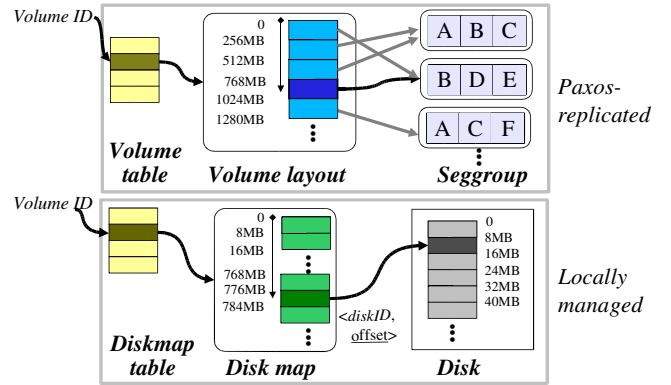 Volume ID
0
256MB
512MB
768MB
1024MB
1280MB
A B C
B D E
A C F
Volume
table
Volume layout
Seggroup
Paxos-
replicated
Volume ID
0
8MB
16MB
768MB
776MB
784MB
<diskID,
offset>
0
8MB
16MB
24MB
32MB
40MB
Diskmap
table
Disk map
Disk
Locally
managed